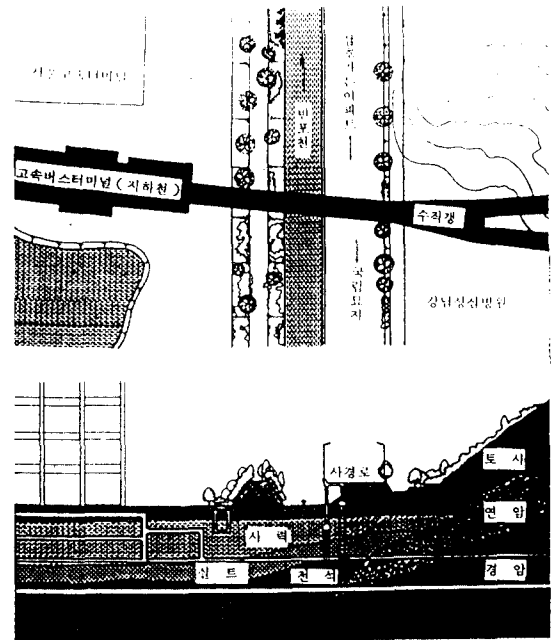 고속버스터미널 ( 지하철 )
반포천
수직갱
국립묘지
사경로
토 사
연 암
사 력
실 트
전 석
경 암